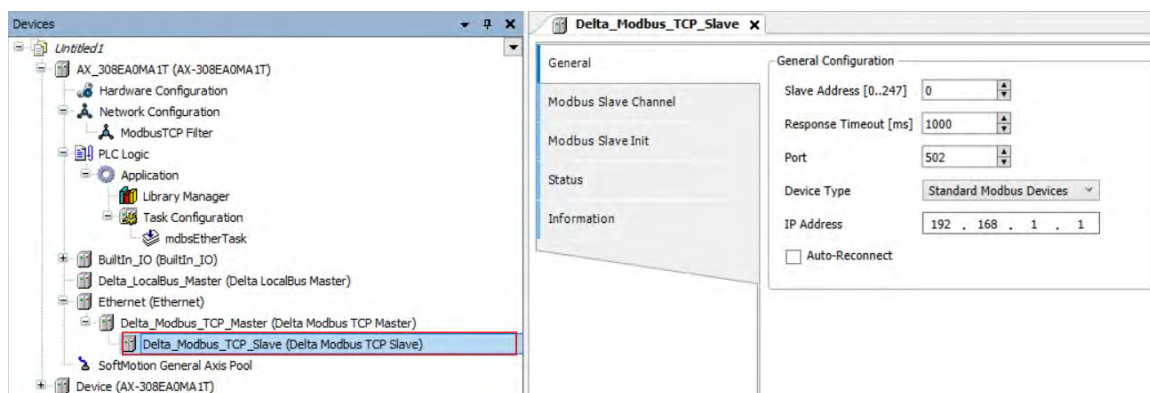 Devices
Untitled1
AX_308EA0MA1T (AX-308EA0MA1T)
Hardware Configuration
Network Configuration
ModbusTCP Filter
PLC Logic
Application
Library Manager
Task Configuration
mdbsEtherTask
BuiltIn_IO (BuiltIn_IO)
Delta_LocalBus_Master (Delta LocalBus Master)
Ethernet (Ethernet)
Delta_Modbus_TCP_Master (Delta Modbus TCP Master)
Delta_Modbus_TCP_Slave (Delta Modbus TCP Slave)
SoftMotion General Axis Pool
Device (AX-308EA0MA1T)
Delta_Modbus_TCP_Slave X
General
Modbus Slave Channel
Modbus Slave Init
Status
Information
General Configuration
Slave Address [0..247] 0
Response Timeout [ms] 1000
Port 502
Device Type Standard Modbus Devices
IP Address 192 . 168 . 1 . 1
Auto-Reconnect